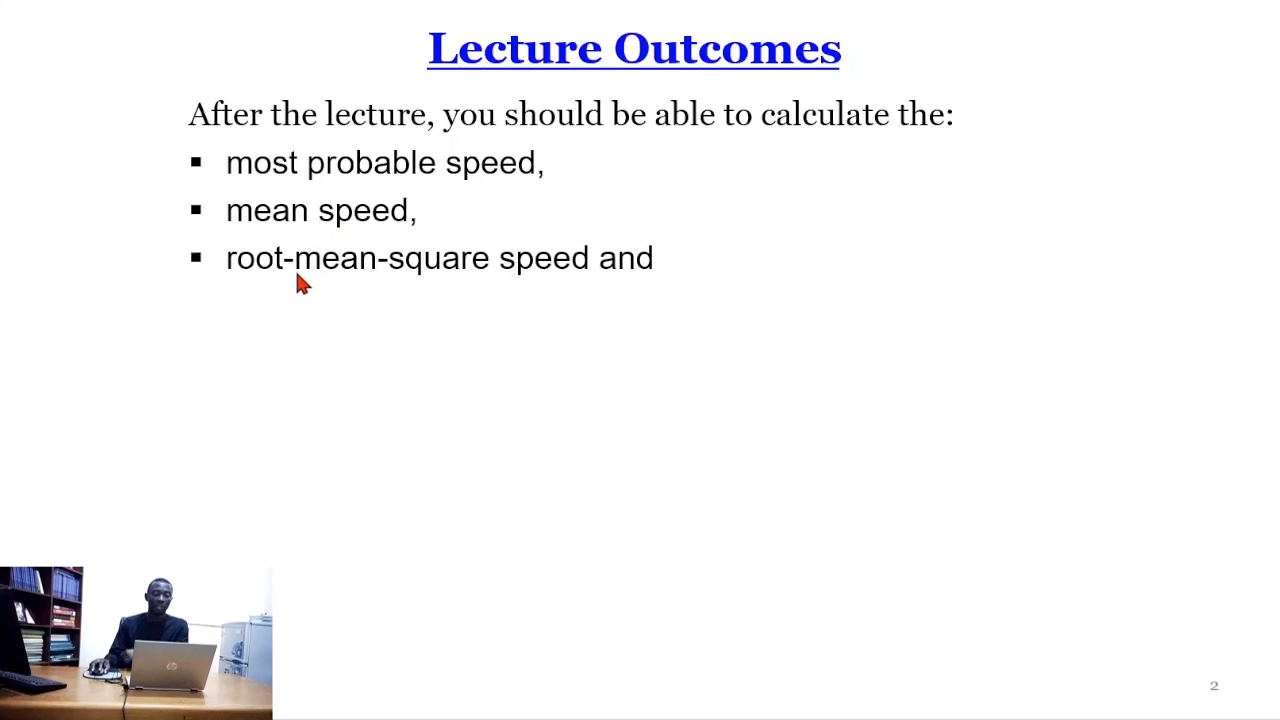 Lecture Outcomes
After the lecture, you should be able to calculate the:
▪ most probable speed,
▪ mean speed,
▪ root-mean-square speed and
2